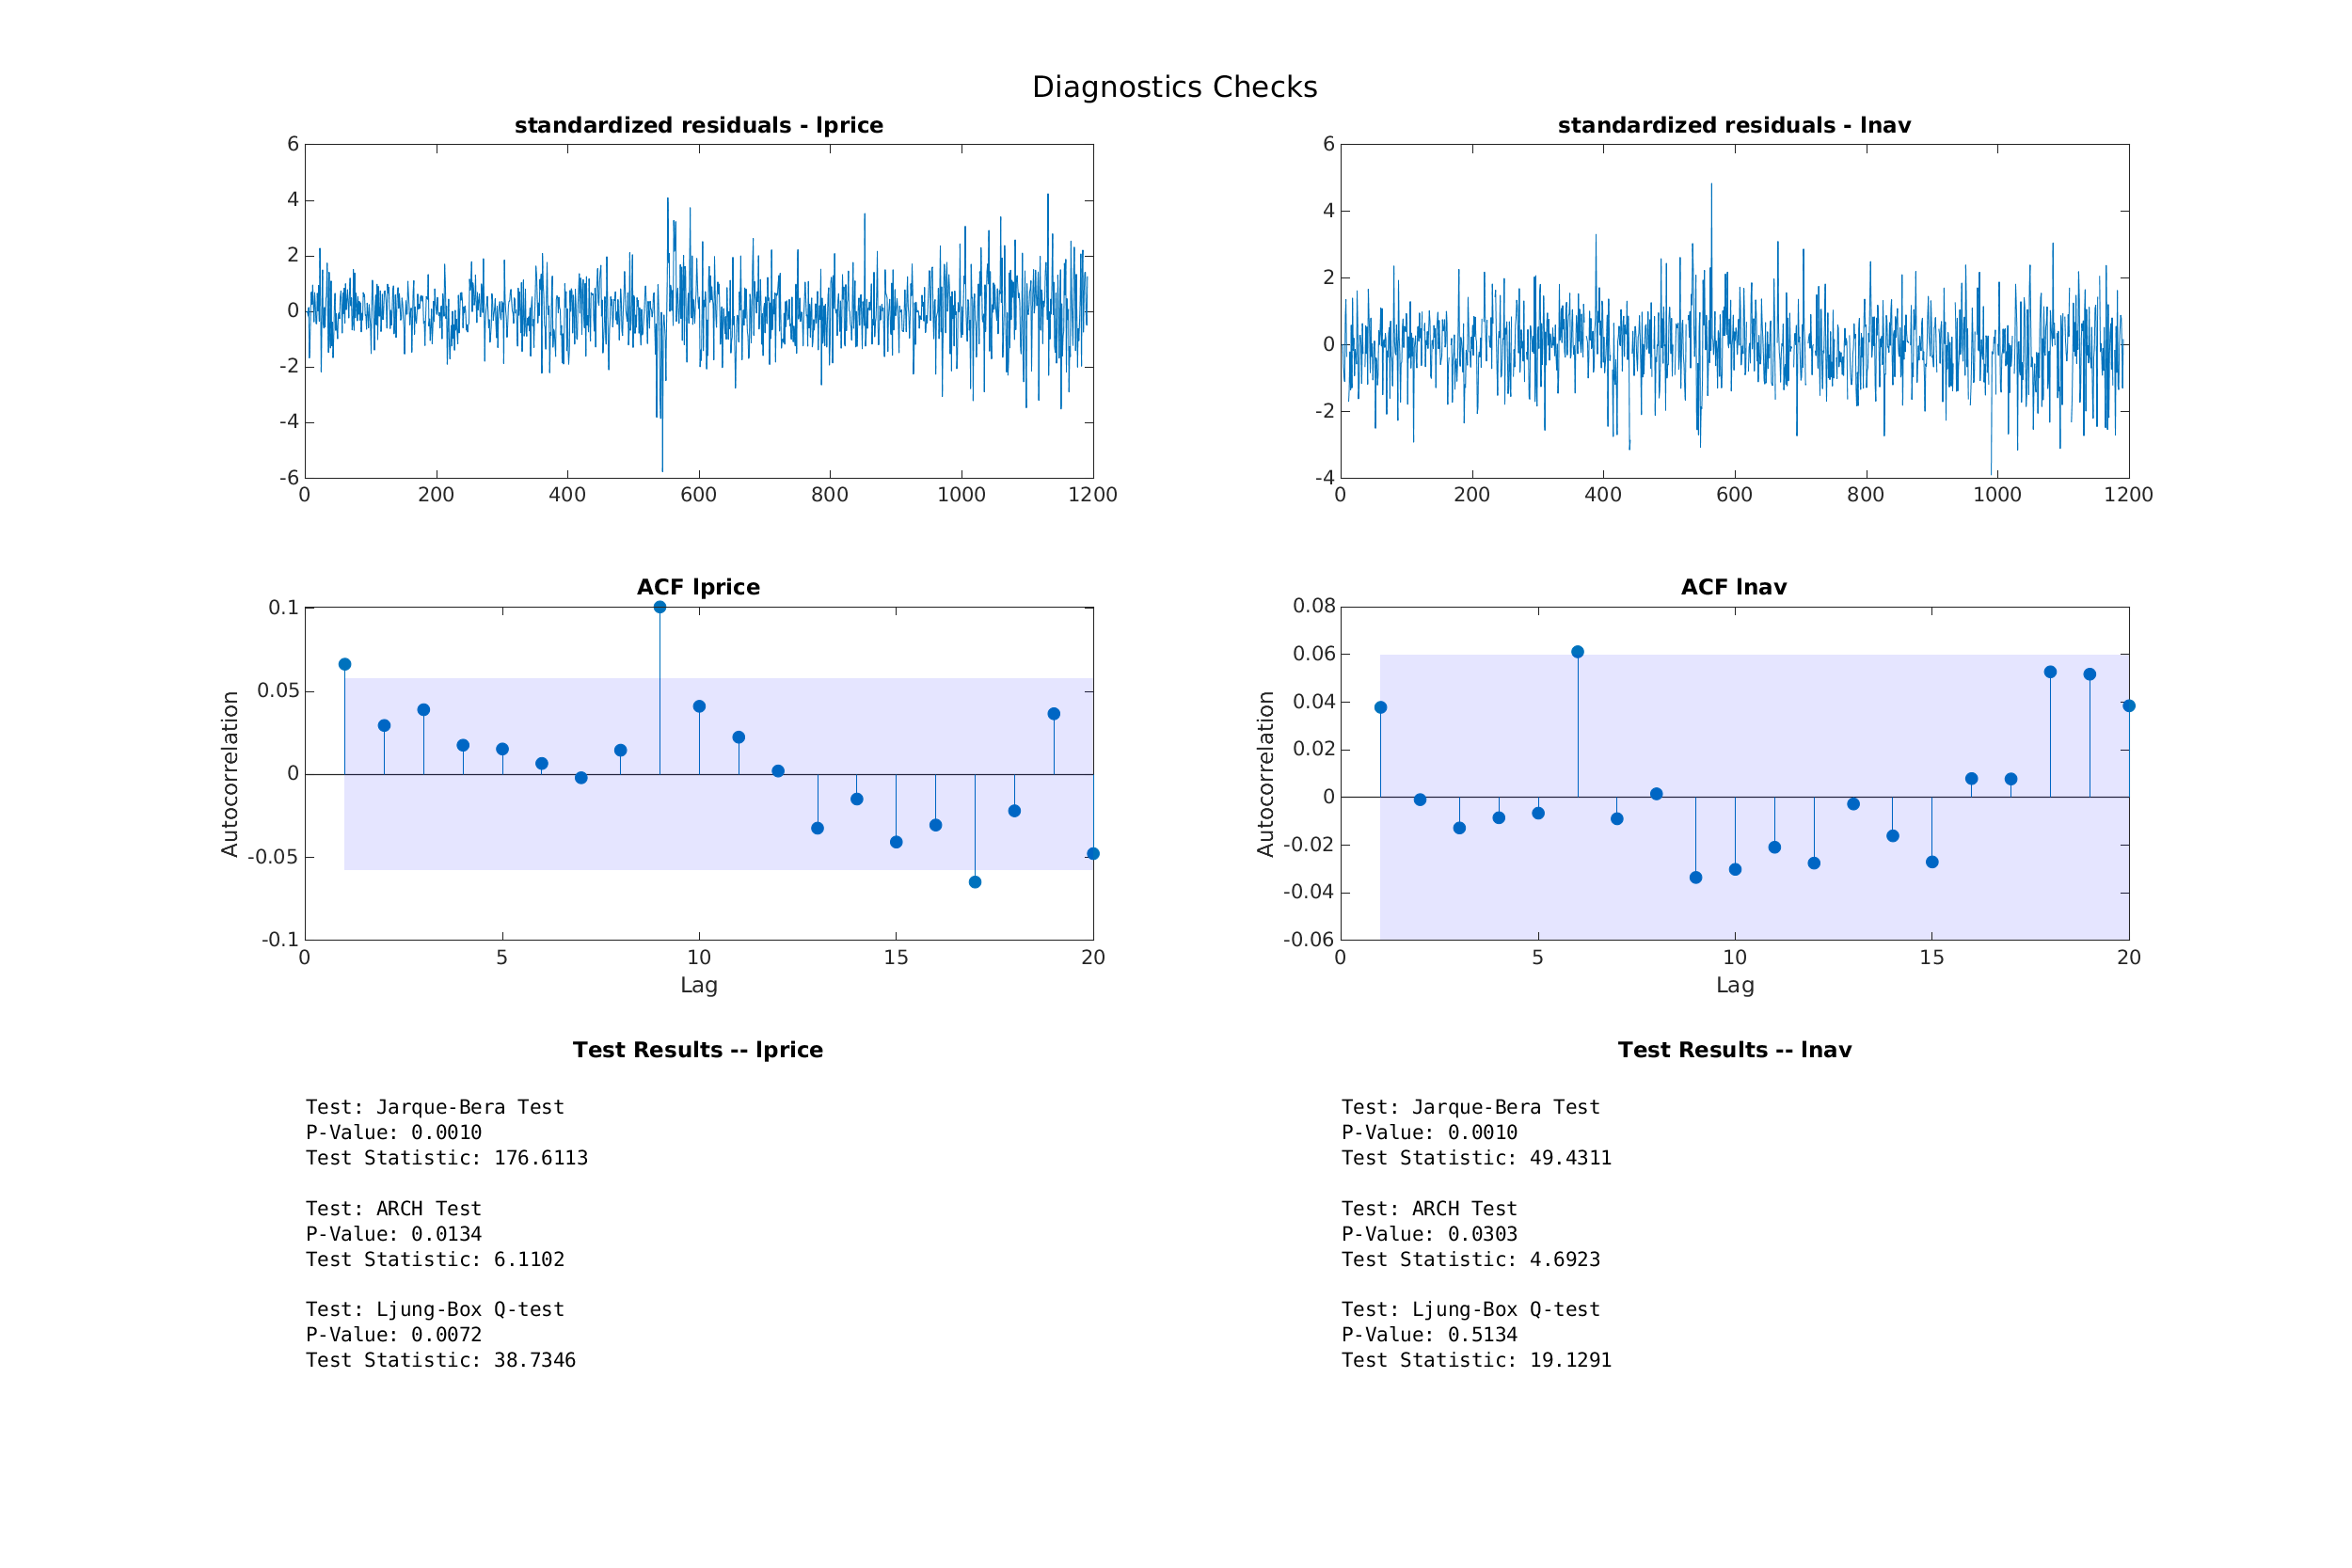 Diagnostics Checks
standardized residuals - lprice
6
4
2
0
-2
-4
-6
0 200 400 600 800 1000 1200
standardized residuals - lnav
6
4
2
0
-2
-4
0 200 400 600 800 1000 1200
ACF lprice
Autocorrelation
0.1
0.05
0
-0.05
-0.1
0 5 10 15 20
Lag
ACF lnav
Autocorrelation
0.08
0.06
0.04
0.02
0
-0.02
-0.04
-0.06
0 5 10 15 20
Lag
Test Results -- lprice
Test: Jarque-Bera Test
P-Value: 0.0010
Test Statistic: 176.6113
Test: ARCH Test
P-Value: 0.0134
Test Statistic: 6.1102
Test: Ljung-Box Q-test
P-Value: 0.0072
Test Statistic: 38.7346
Test Results -- lnav
Test: Jarque-Bera Test
P-Value: 0.0010
Test Statistic: 49.4311
Test: ARCH Test
P-Value: 0.0303
Test Statistic: 4.6923
Test: Ljung-Box Q-test
P-Value: 0.5134
Test Statistic: 19.1291